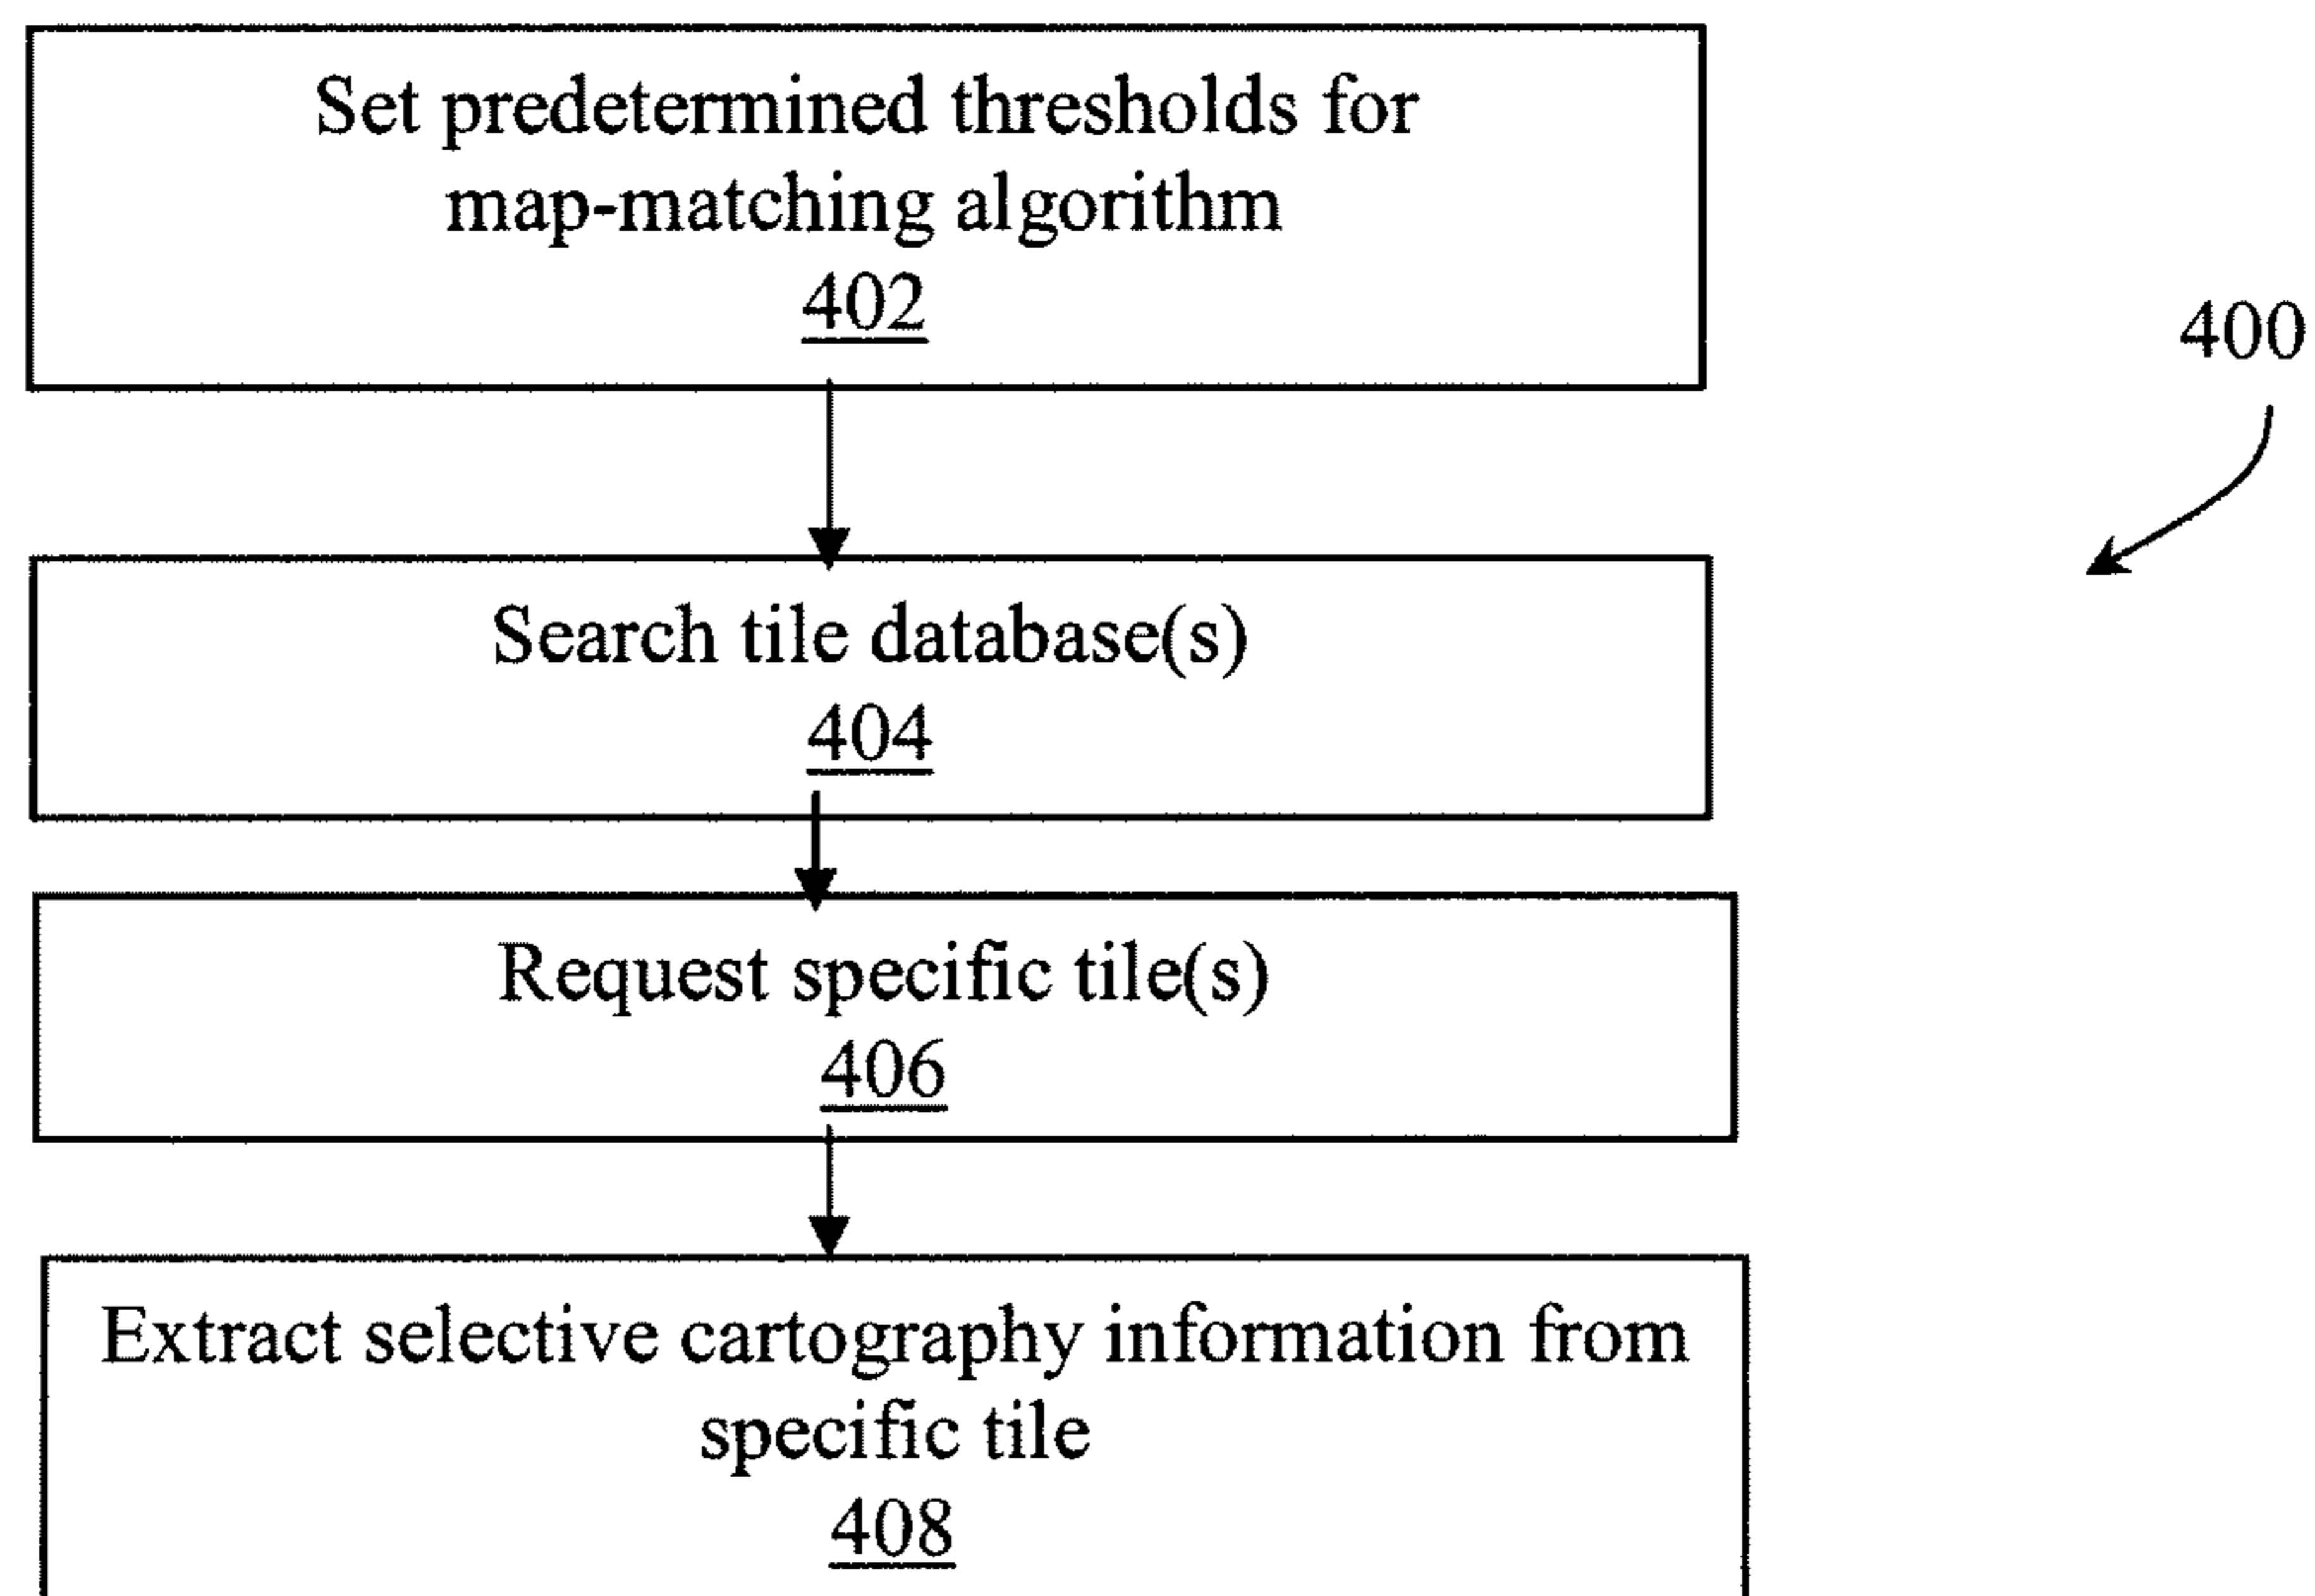 Set predetermined thresholds for
map-matching algorithm
402
400
Search tile database(s)
404
Request specific tile(s)
406
Extract selective cartography information from
specific tile
408